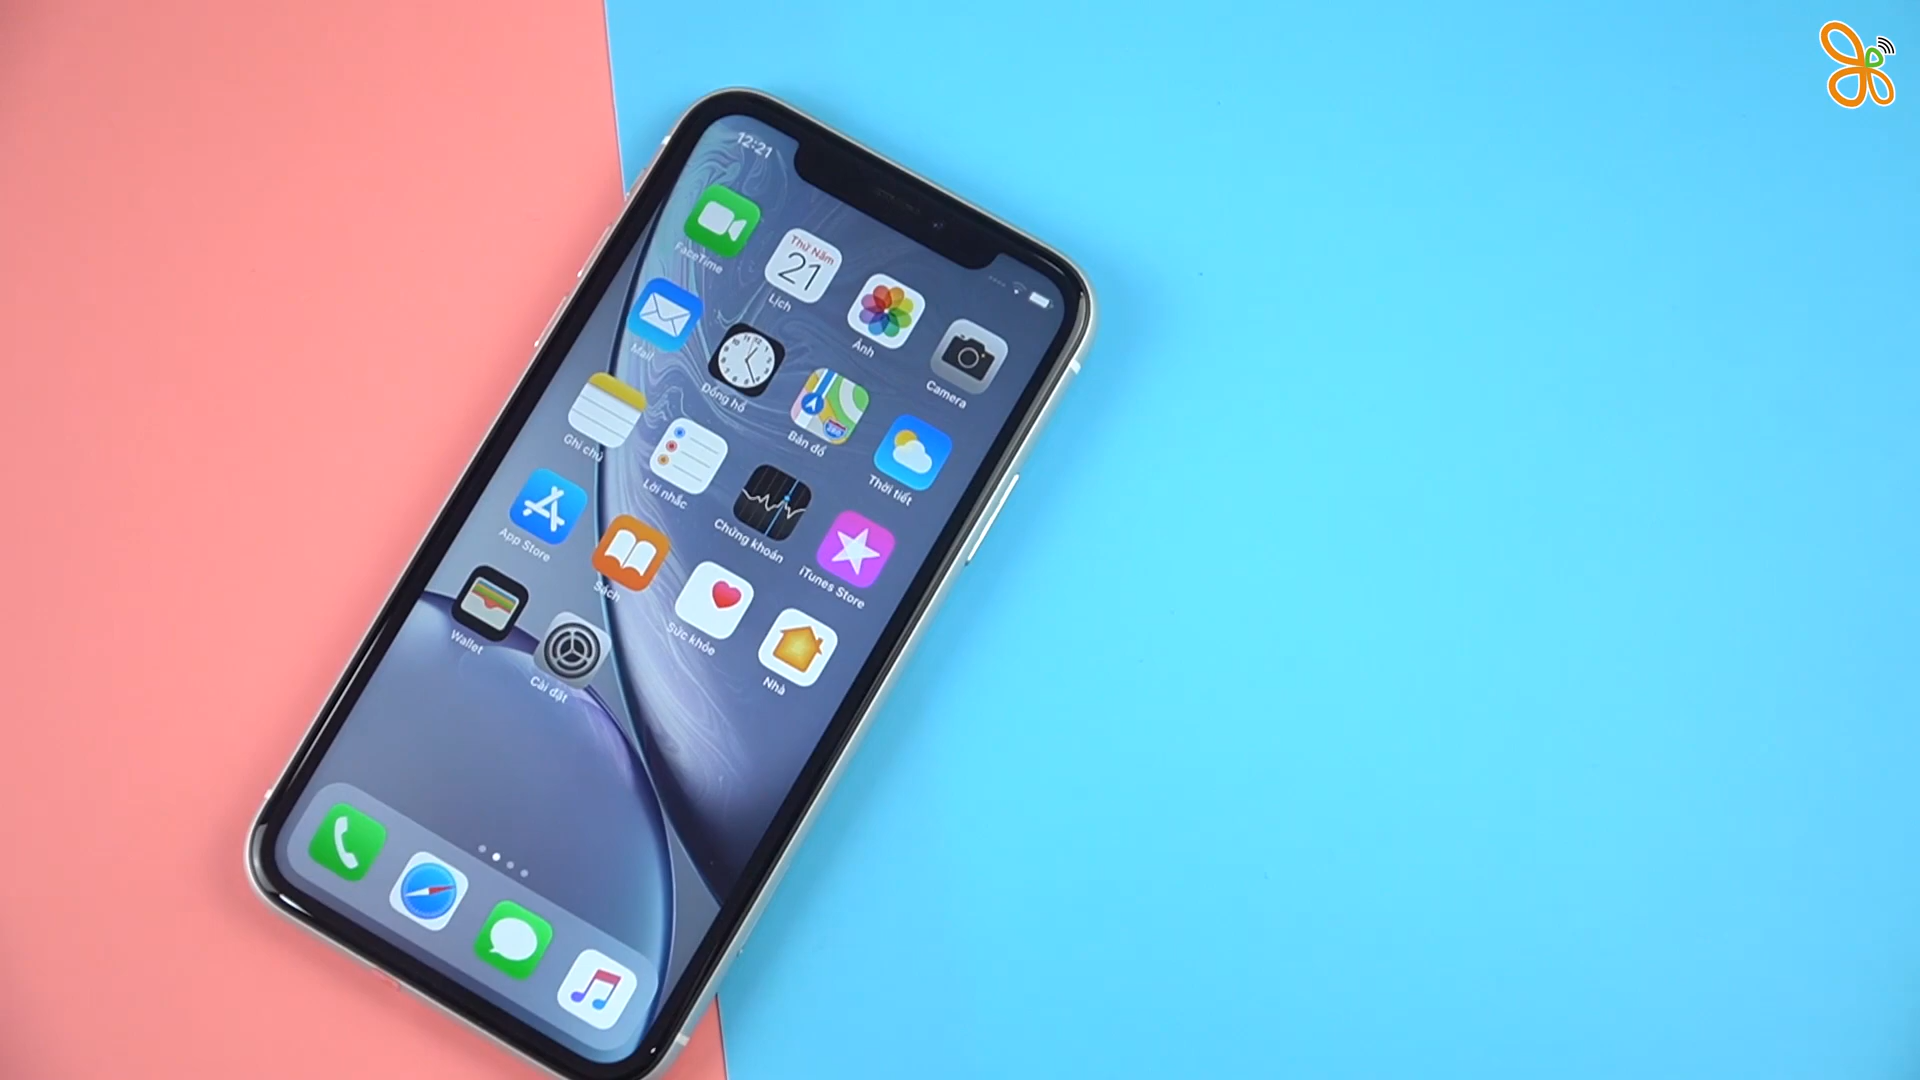 12:21
FaceTime
Thứ Năm
21
Lịch
Ảnh
Camera
Mail
Đồng hồ
Bản đồ
Thời tiết
Ghi chú
Lời nhắc
Chứng khoán
iTunes Store
App Store
Sách
Sức khỏe
Nhà
Wallet
Cài đặt